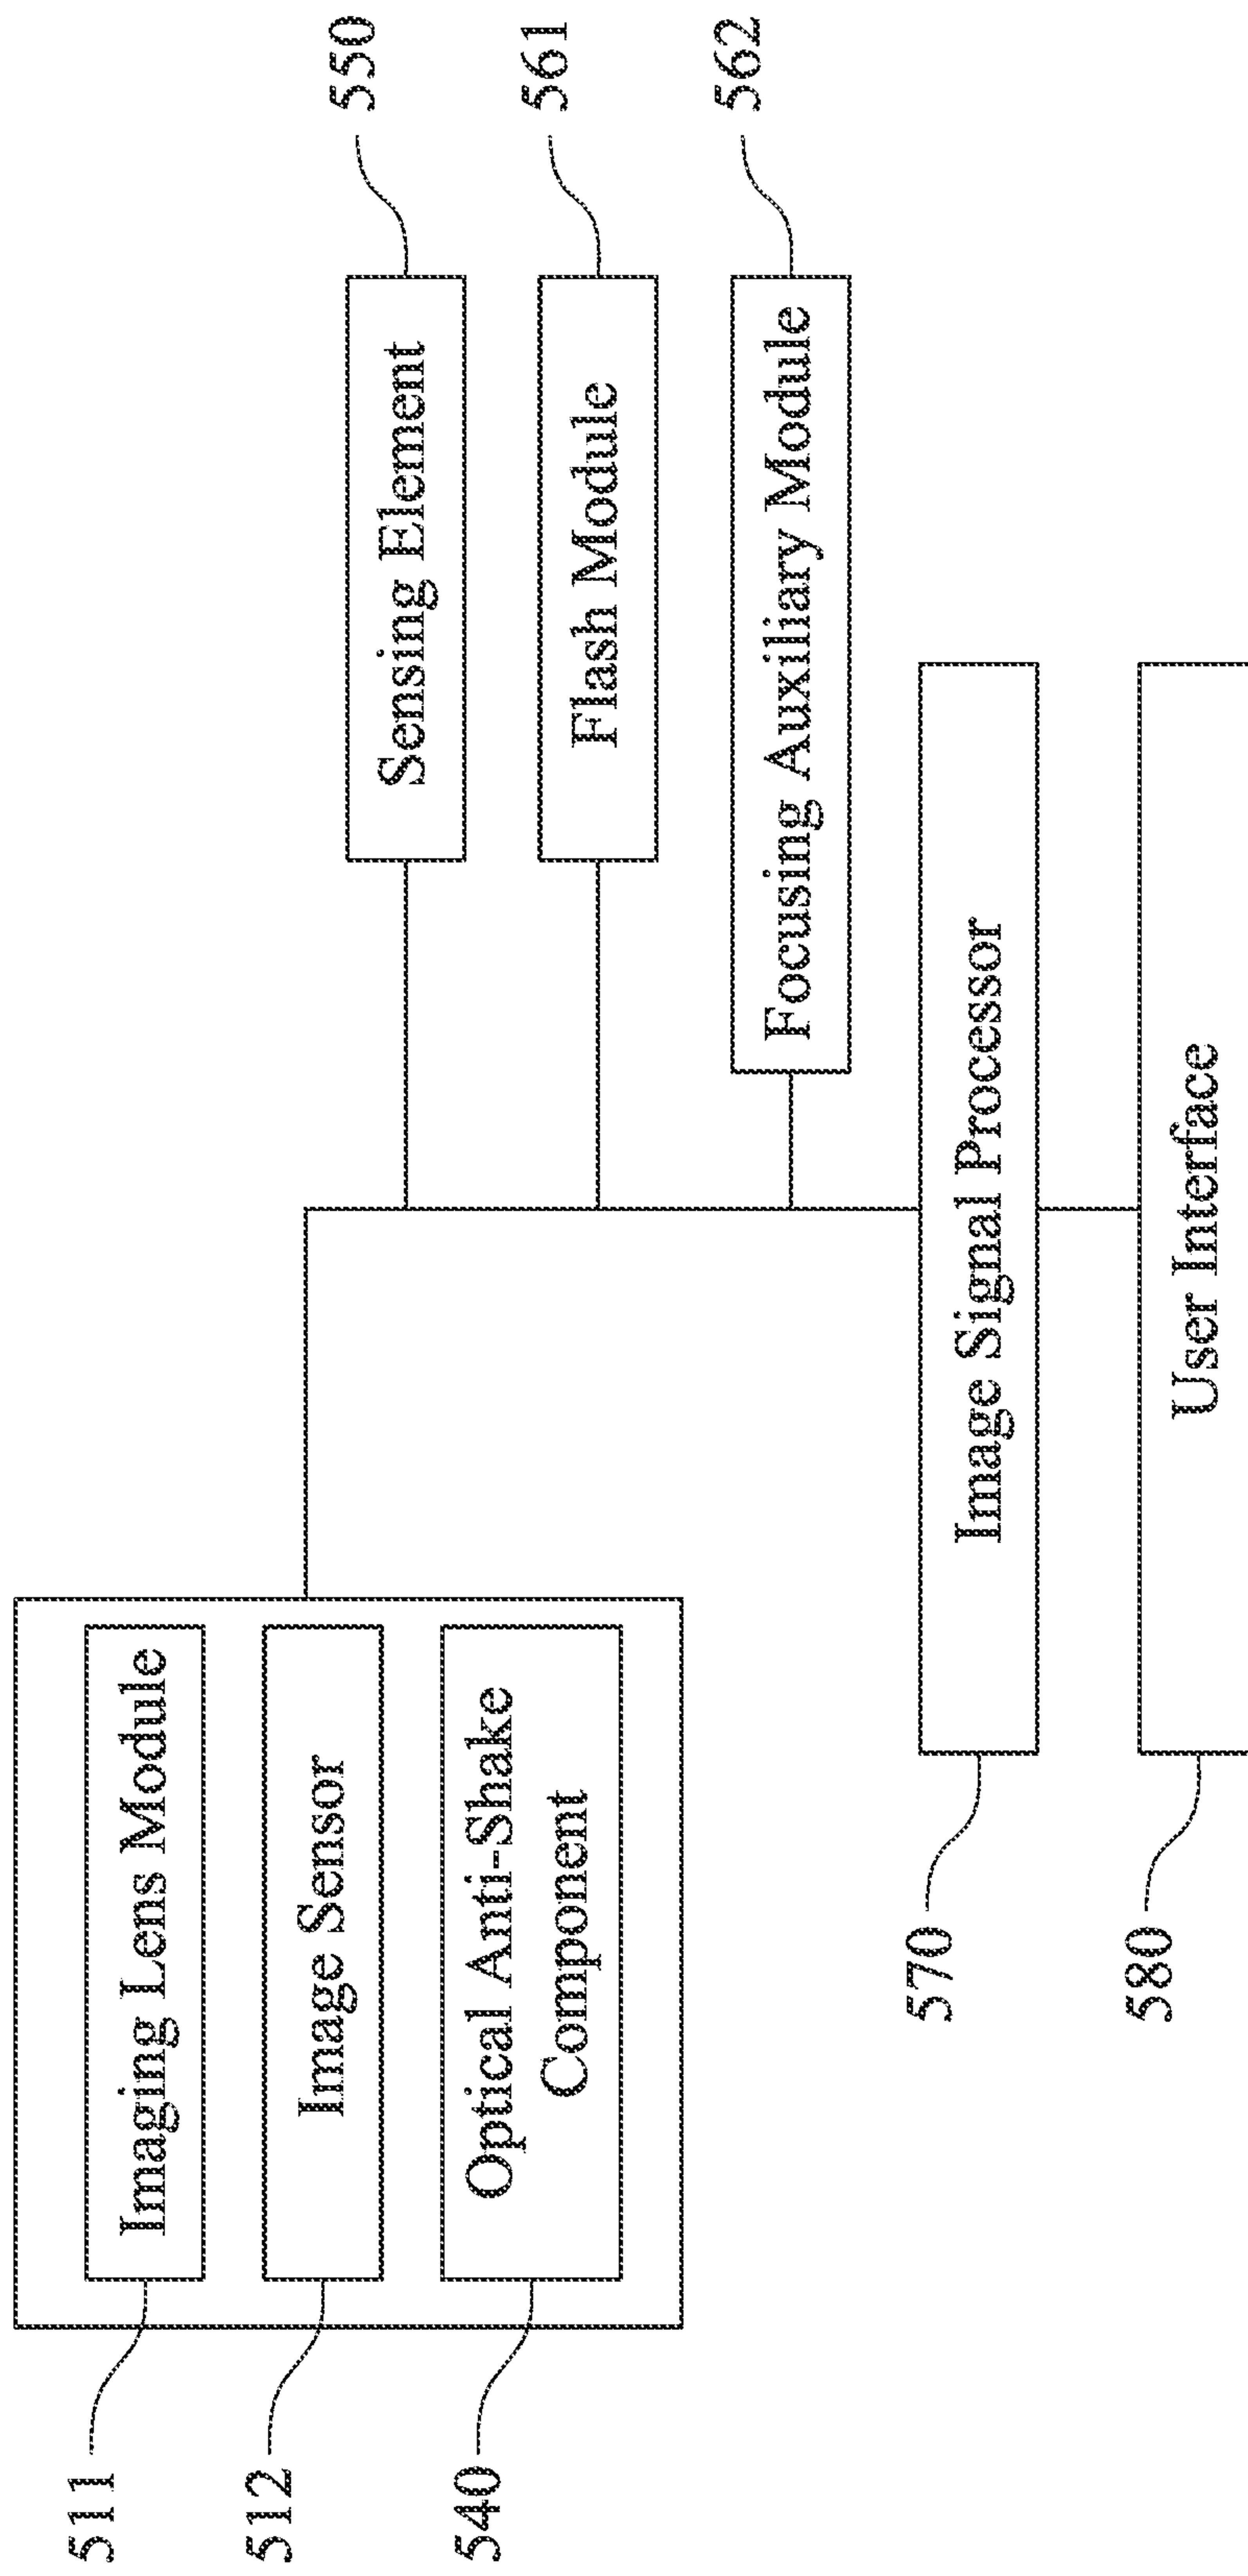 511
Imaging Lens Module
512
Image Sensor
540
Optical Anti-Shake
Component
Sensing Element
550
Flash Module
561
Focusing Auxiliary Module
562
570
Image Signal Processor
580
User Interface